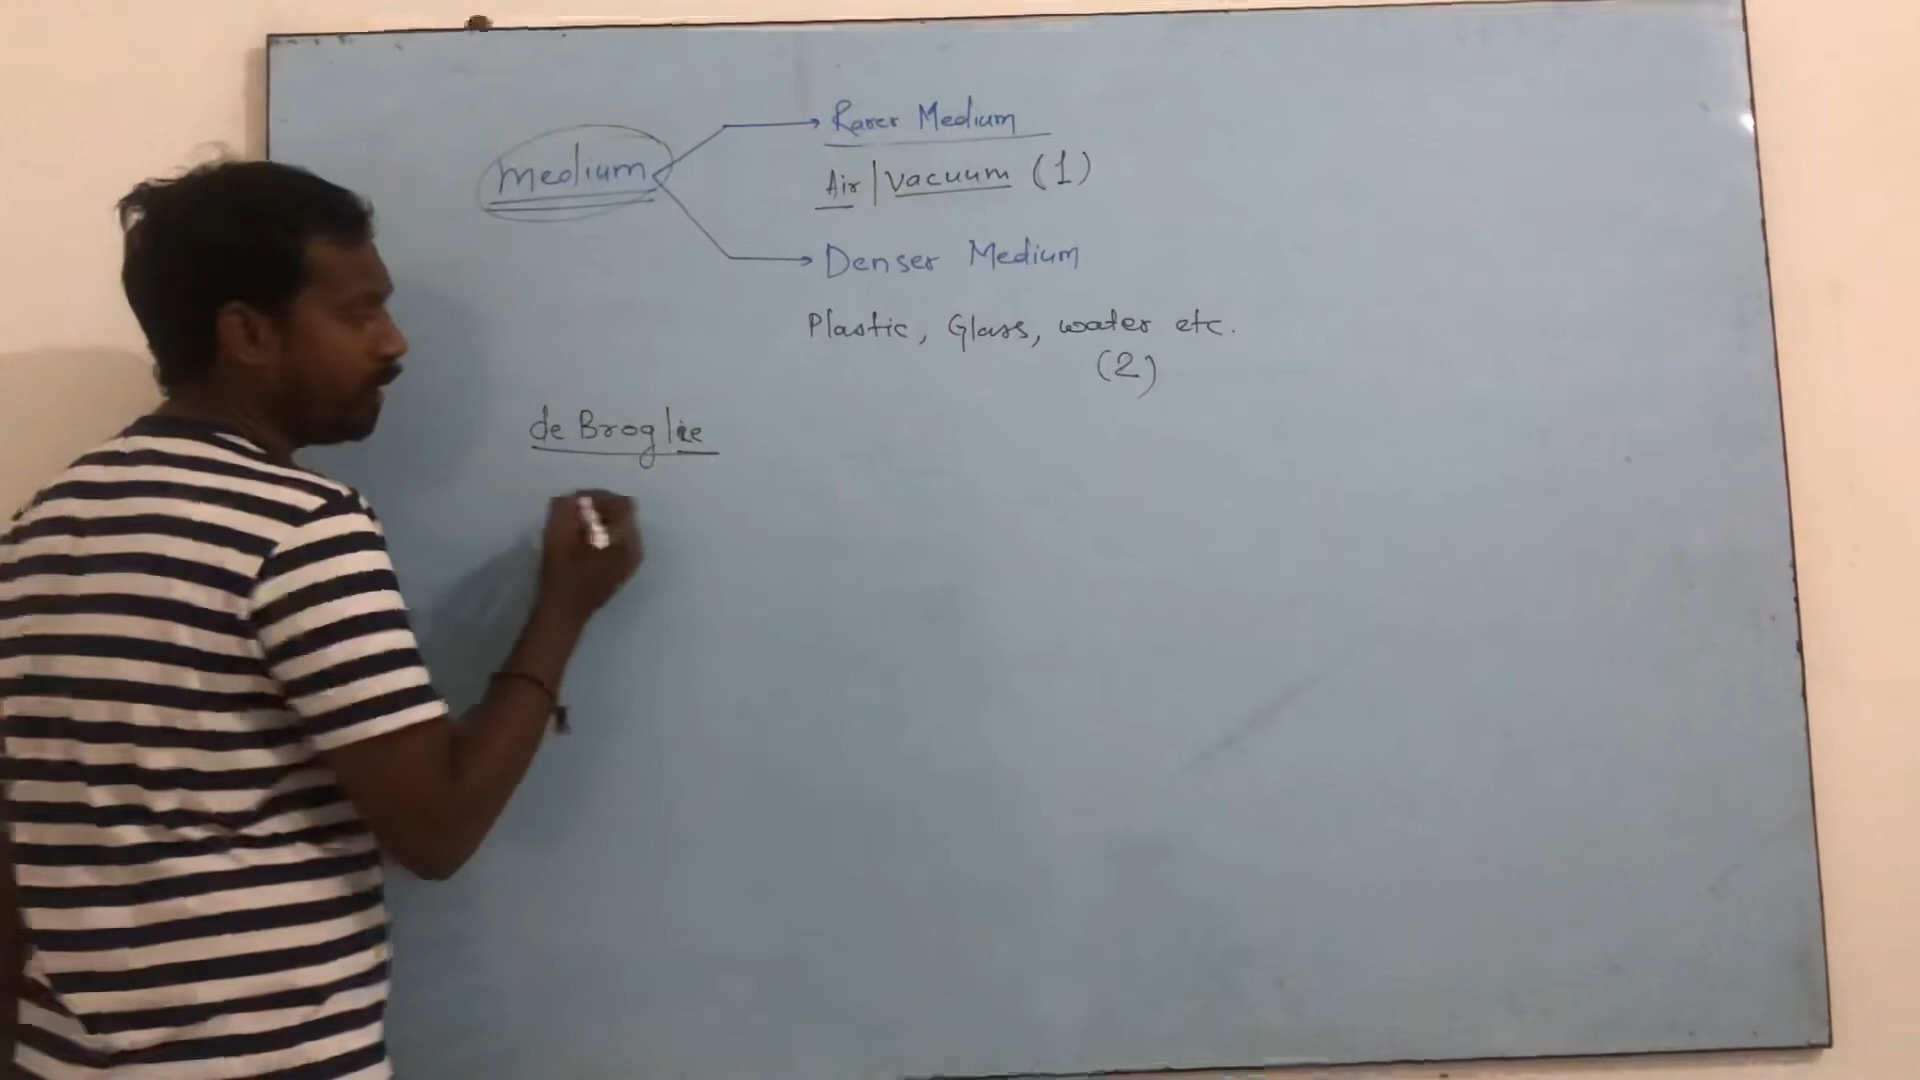 Medium
Rarer Medium
Air | Vacuum (1)
Denser Medium
Plastic, Glass, water etc.
(2)
de Broglie